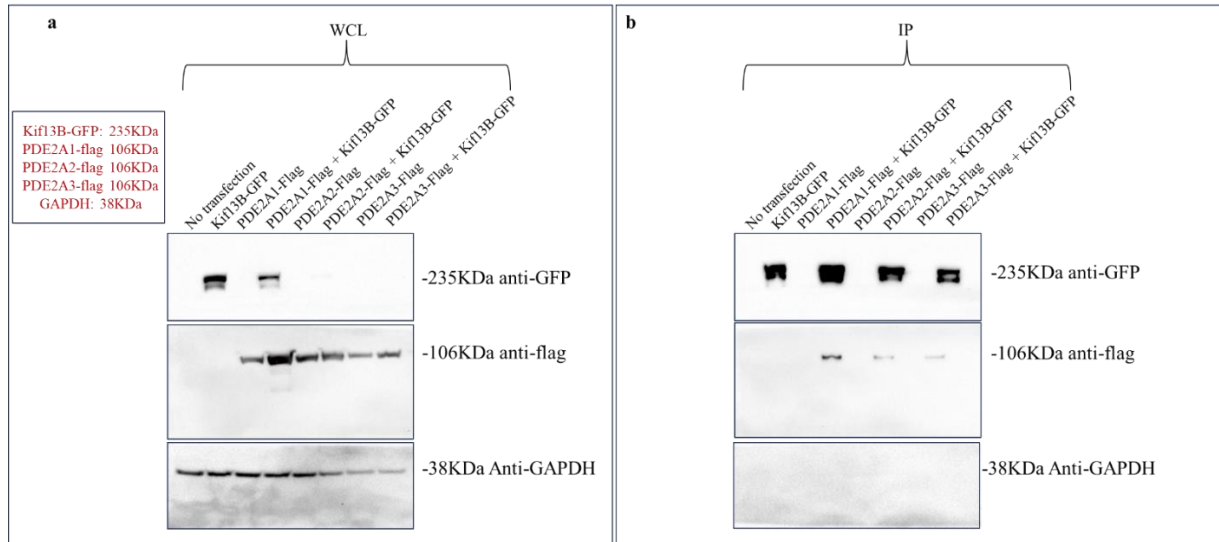 a
WCL
Kif13B-GFP: 235KDa
PDE2A1-flag 106KDa
PDE2A2-flag 106KDa
PDE2A3-flag 106KDa
GAPDH: 38KDa
No transfection
Kif13B-GFP
PDE2A1-Flag
PDE2A1-Flag + Kif13B-GFP
PDE2A2-Flag
PDE2A2-Flag + Kif13B-GFP
PDE2A3-Flag
PDE2A3-Flag + Kif13B-GFP
-235KDa anti-GFP
-106KDa anti-flag
-38KDa Anti-GAPDH
b
IP
No transfection
Kif13B-GFP
PDE2A1-Flag
PDE2A1-Flag + Kif13B-GFP
PDE2A2-Flag
PDE2A2-Flag + Kif13B-GFP
PDE2A3-Flag
PDE2A3-Flag + Kif13B-GFP
-235KDa anti-GFP
-106KDa anti-flag
-38KDa Anti-GAPDH